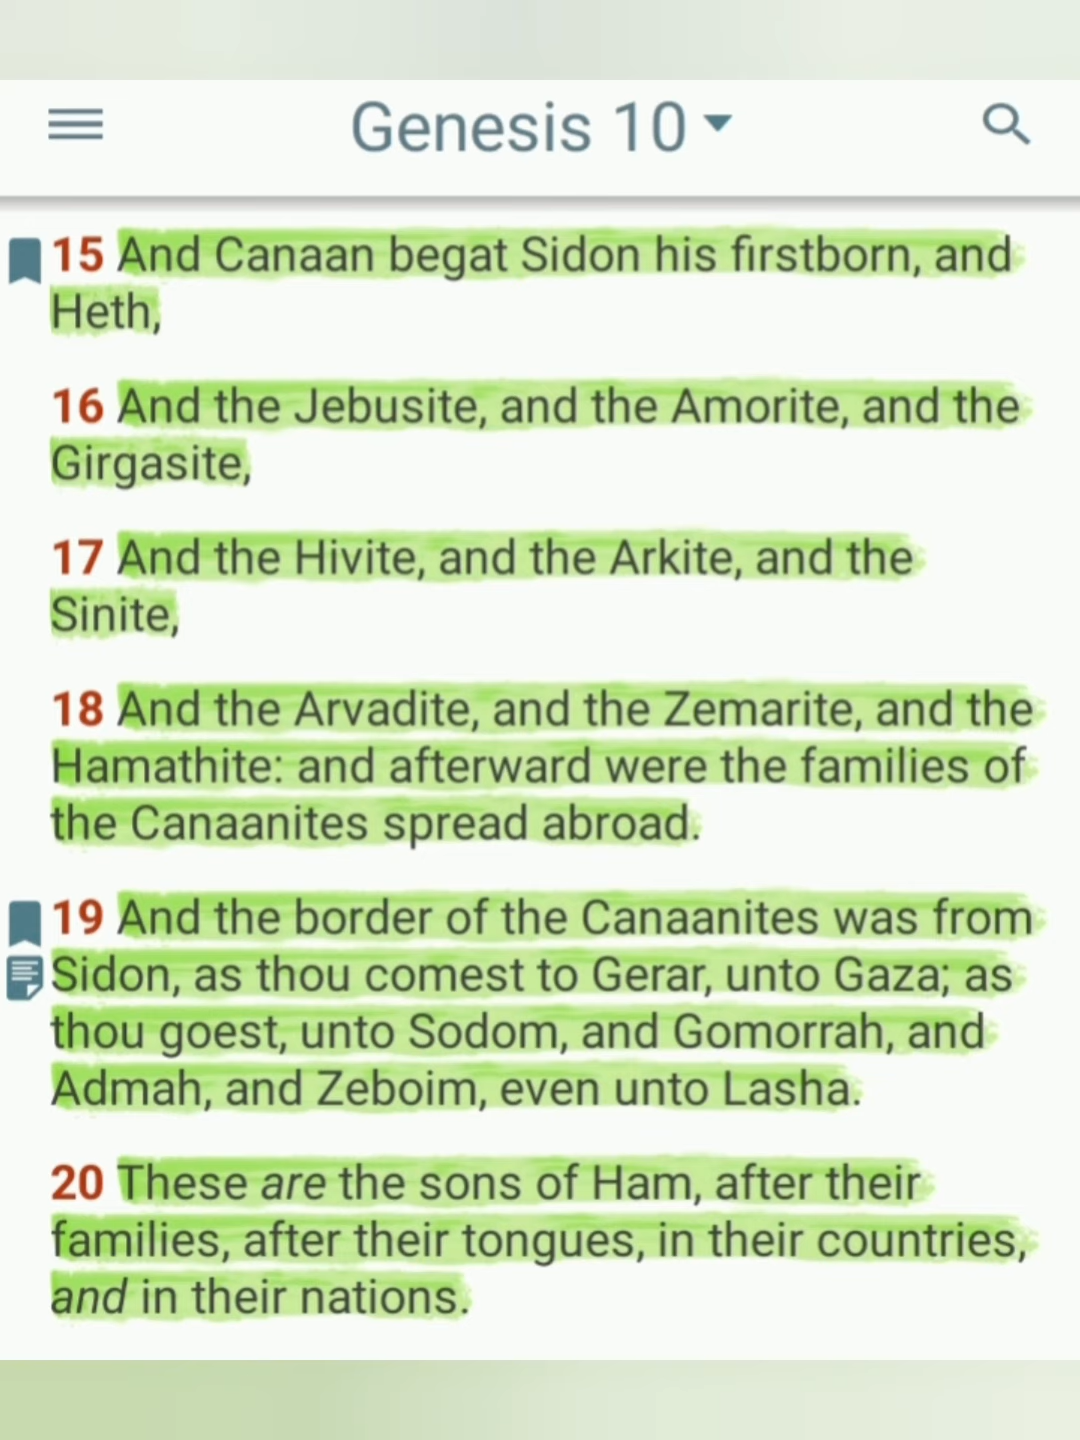 Genesis 10
15 And Canaan begat Sidon his firstborn, and
Heth,
16 And the Jebusite, and the Amorite, and the
Girgasite,
17 And the Hivite, and the Arkite, and the
Sinite,
18 And the Arvadite, and the Zemarite, and the
Hamathite: and afterward were the families of
the Canaanites spread abroad.
19 And the border of the Canaanites was from
Sidon, as thou comest to Gerar, unto Gaza; as
thou goest, unto Sodom, and Gomorrah, and
Admah, and Zeboim, even unto Lasha.
20 These are the sons of Ham, after their
families, after their tongues, in their countries,
and in their nations.